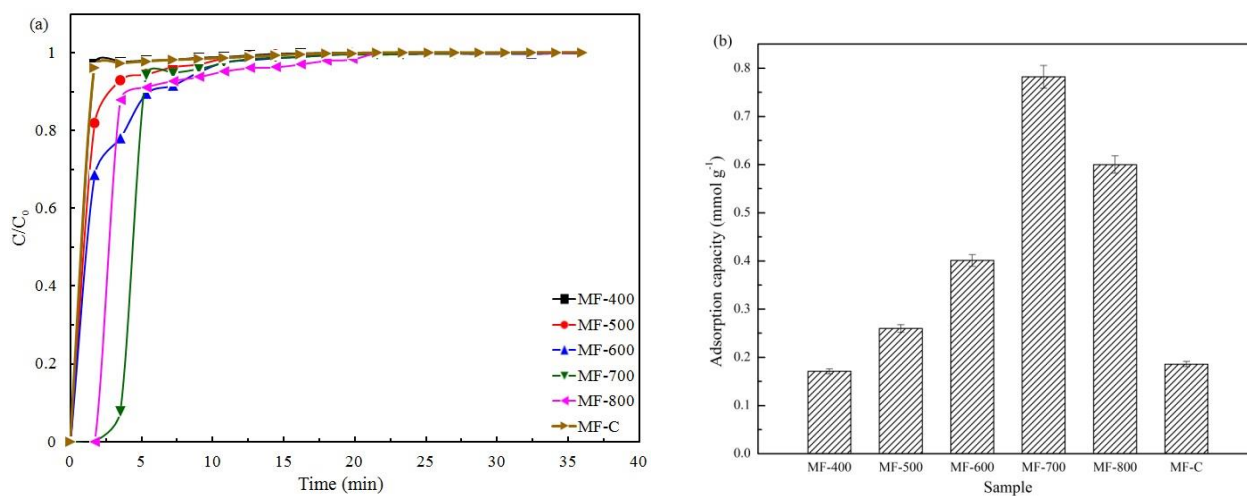 (a)
1
0.8
0.6
0.4
0.2
0
C/C₀
0 5 10 15 20 25 30 35 40
Time (min)
MF-400
MF-500
MF-600
MF-700
MF-800
MF-C
(b)
0.8
0.7
0.6
0.5
0.4
0.3
0.2
0.1
0.0
Adsorption capacity (mmol g⁻¹)
MF-400 MF-500 MF-600 MF-700 MF-800 MF-C
Sample